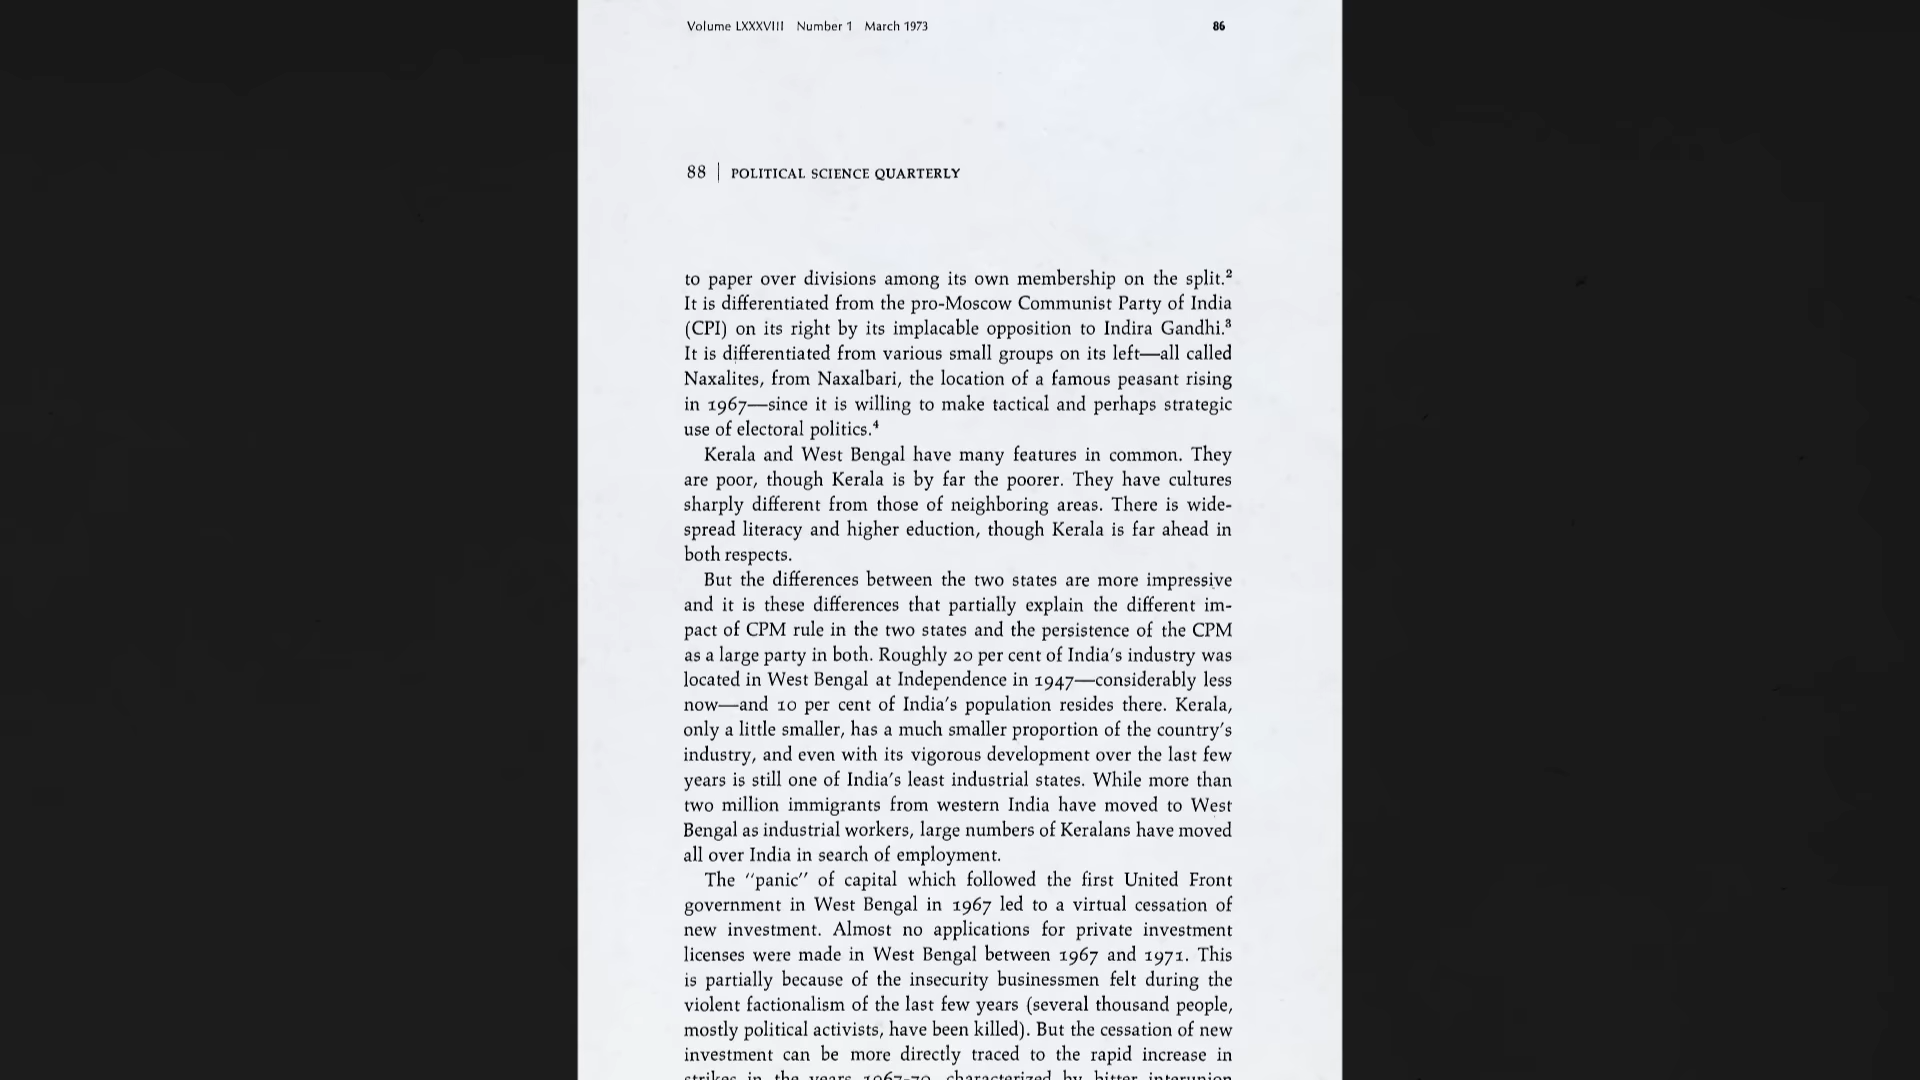 Volume LXXXVIII Number 1 March 1973 86
88 | POLITICAL SCIENCE QUARTERLY
to paper over divisions among its own membership on the split.²
It is differentiated from the pro-Moscow Communist Party of India
(CPI) on its right by its implacable opposition to Indira Gandhi.³
It is differentiated from various small groups on its left—all called
Naxalites, from Naxalbari, the location of a famous peasant rising
in 1967—since it is willing to make tactical and perhaps strategic
use of electoral politics.⁴
Kerala and West Bengal have many features in common. They
are poor, though Kerala is by far the poorer. They have cultures
sharply different from those of neighboring areas. There is wide-
spread literacy and higher eduction, though Kerala is far ahead in
both respects.
But the differences between the two states are more impressive
and it is these differences that partially explain the different im-
pact of CPM rule in the two states and the persistence of the CPM
as a large party in both. Roughly 20 per cent of India's industry was
located in West Bengal at Independence in 1947—considerably less
now—and 10 per cent of India's population resides there. Kerala,
only a little smaller, has a much smaller proportion of the country's
industry, and even with its vigorous development over the last few
years is still one of India's least industrial states. While more than
two million immigrants from western India have moved to West
Bengal as industrial workers, large numbers of Keralans have moved
all over India in search of employment.
The "panic" of capital which followed the first United Front
government in West Bengal in 1967 led to a virtual cessation of
new investment. Almost no applications for private investment
licenses were made in West Bengal between 1967 and 1971. This
is partially because of the insecurity businessmen felt during the
violent factionalism of the last few years (several thousand people,
mostly political activists, have been killed). But the cessation of new
investment can be more directly traced to the rapid increase in
strikes in the years 1967-70, characterized by bitter interunion